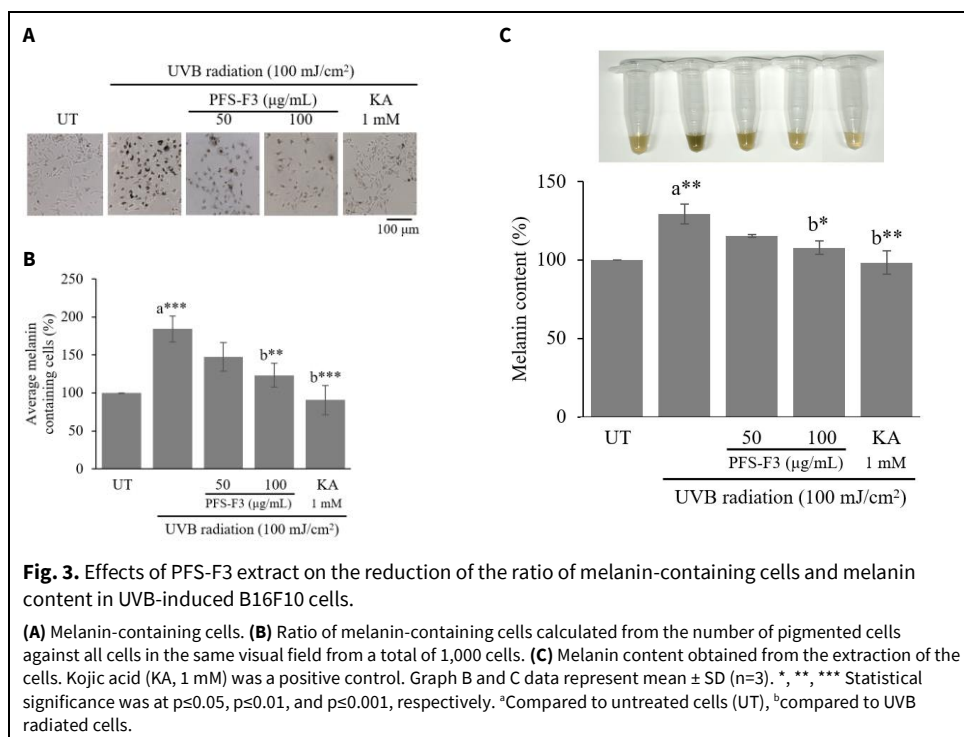 A
UVB radiation (100 mJ/cm²)
PFS-F3 (µg/mL)
KA
UT
50
100
1 mM
100 µm
B
Average melanin
containing cells (%)
250
200
150
100
50
0
a***
b**
b***
UT
50
100
KA
PFS-F3 (µg/mL)
1 mM
UVB radiation (100 mJ/cm²)
C
Melanin content (%)
150
100
50
0
a**
b*
b**
UT
50
100
KA
PFS-F3 (µg/mL)
1 mM
UVB radiation (100 mJ/cm²)
Fig. 3. Effects of PFS-F3 extract on the reduction of the ratio of melanin-containing cells and melanin
content in UVB-induced B16F10 cells.
(A) Melanin-containing cells. (B) Ratio of melanin-containing cells calculated from the number of pigmented cells
against all cells in the same visual field from a total of 1,000 cells. (C) Melanin content obtained from the extraction of the
cells. Kojic acid (KA, 1 mM) was a positive control. Graph B and C data represent mean ± SD (n=3). *, **, *** Statistical
significance was at p≤0.05, p≤0.01, and p≤0.001, respectively. ᵃCompared to untreated cells (UT), ᵇcompared to UVB
radiated cells.